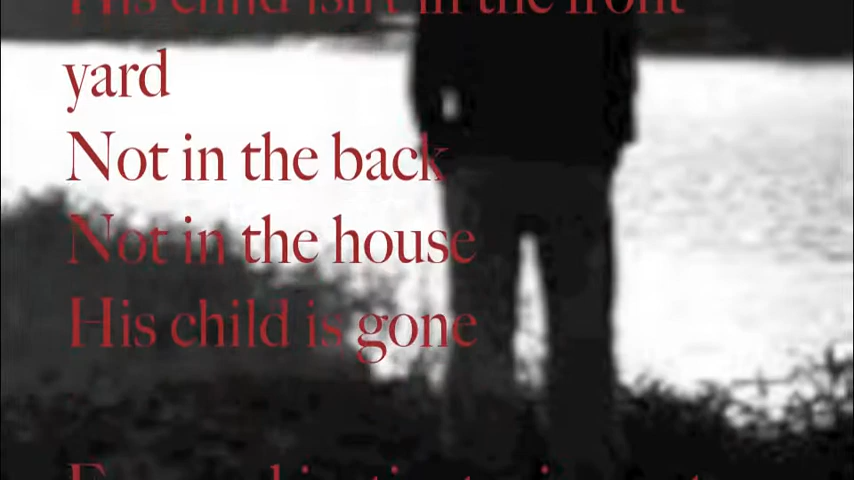 His child isn't in the front
yard
Not in the back
Not in the house
His child is gone